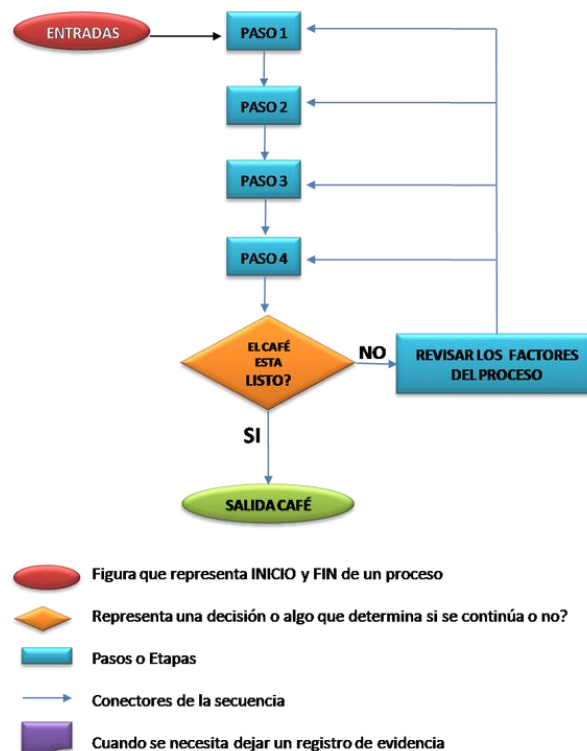 ENTRADAS
PASO 1
PASO 2
PASO 3
PASO 4
EL CAFÉ
ESTA
LISTO?
NO
REVISAR LOS FACTORES
DEL PROCESO
SI
SALIDA CAFÉ
Figura que representa INICIO y FIN de un proceso
Representa una decisión o algo que determina si se continúa o no?
Pasos o Etapas
Conectores de la secuencia
Cuando se necesita dejar un registro de evidencia